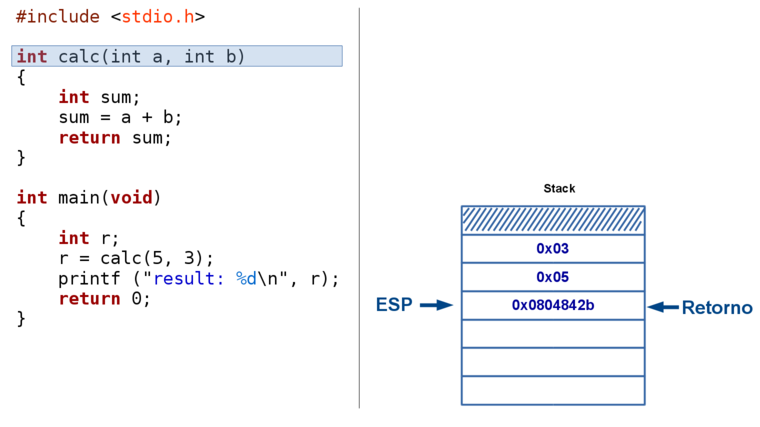 #include <stdio.h>
int calc(int a, int b)
{
    int sum;
    sum = a + b;
    return sum;
}
int main(void)
{
    int r;
    r = calc(5, 3);
    printf ("result: %d\n", r);
    return 0;
}
Stack
0x03
0x05
ESP
0x0804842b
Retorno